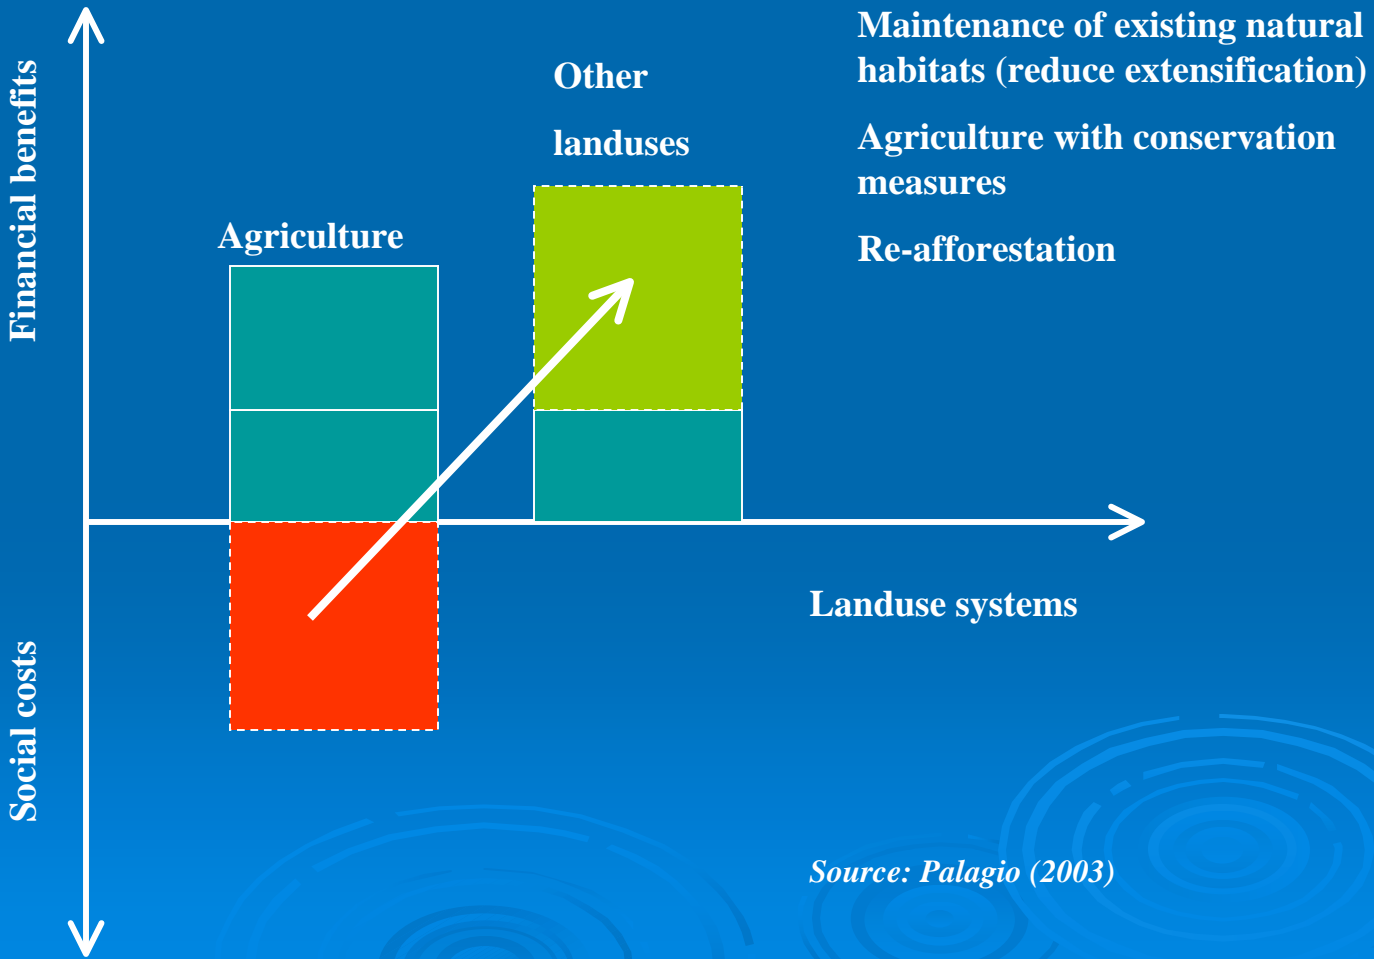 Financial benefits
Social costs
Agriculture
Other
landuses
Maintenance of existing natural
habitats (reduce extensification)
Agriculture with conservation
measures
Re-afforestation
Landuse systems
Source: Palagio (2003)